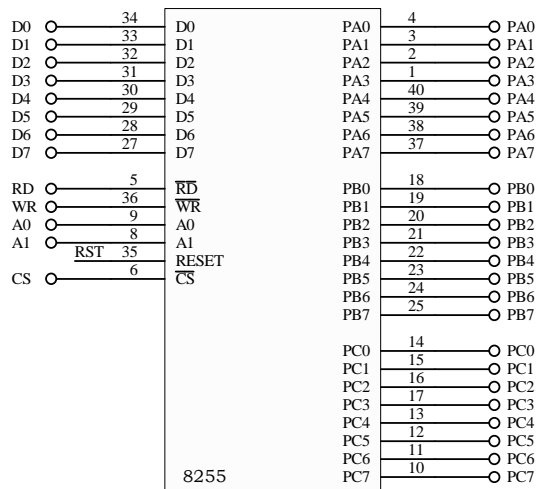 D0 34 D0 PA0 4 PA0
D1 33 D1 PA1 3 PA1
D2 32 D2 PA2 2 PA2
D3 31 D3 PA3 1 PA3
D4 30 D4 PA4 40 PA4
D5 29 D5 PA5 39 PA5
D6 28 D6 PA6 38 PA6
D7 27 D7 PA7 37 PA7
RD 5 RD PB0 18 PB0
WR 36 WR PB1 19 PB1
A0 9 A0 PB2 20 PB2
A1 8 A1 PB3 21 PB3
RST 35 RESET PB4 22 PB4
CS 6 CS PB5 23 PB5
PB6 24 PB6
PB7 25 PB7
PC0 14 PC0
PC1 15 PC1
PC2 16 PC2
PC3 17 PC3
PC4 13 PC4
PC5 12 PC5
PC6 11 PC6
8255 PC7 10 PC7